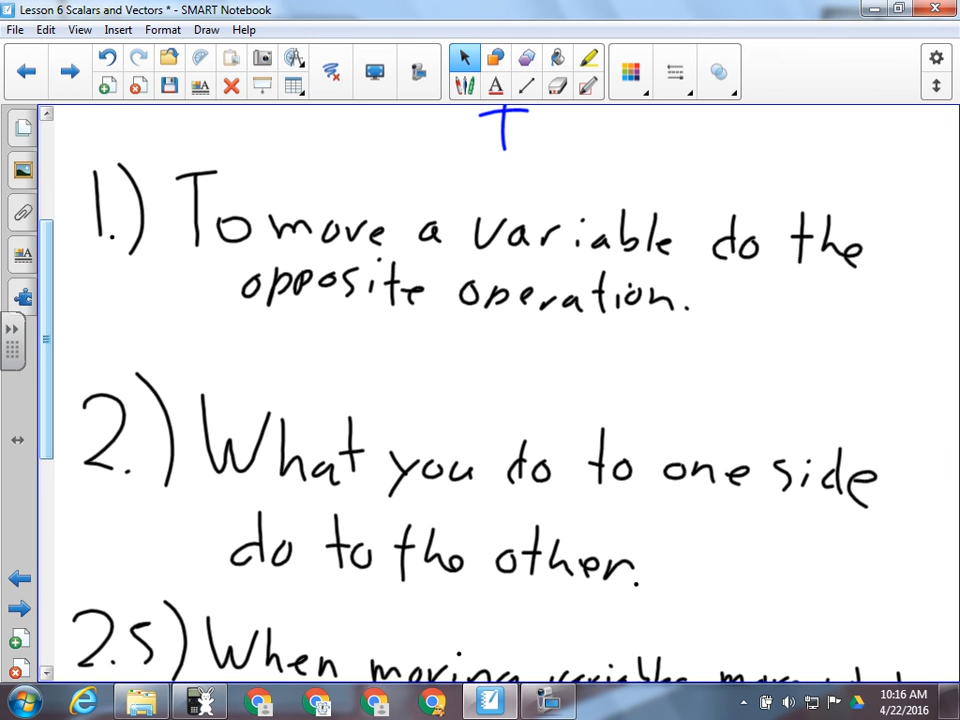 Lesson 6 Scalars and Vectors * - SMART Notebook
File Edit View Insert Format Draw Help
T
1.) To move a variable do the
opposite operation.
2.) What you do to one side
do to the other.
2.5) When moving variables
10:16 AM
4/22/2016